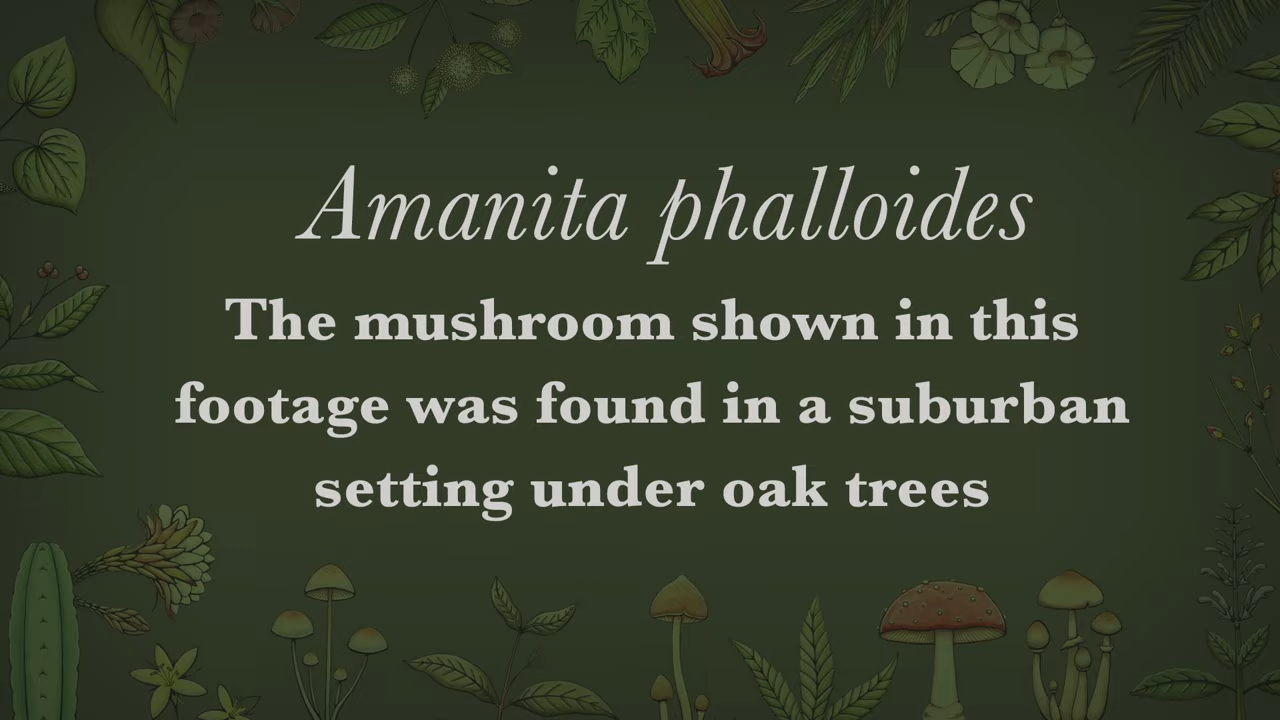 Amanita phalloides
The mushroom shown in this
footage was found in a suburban
setting under oak trees